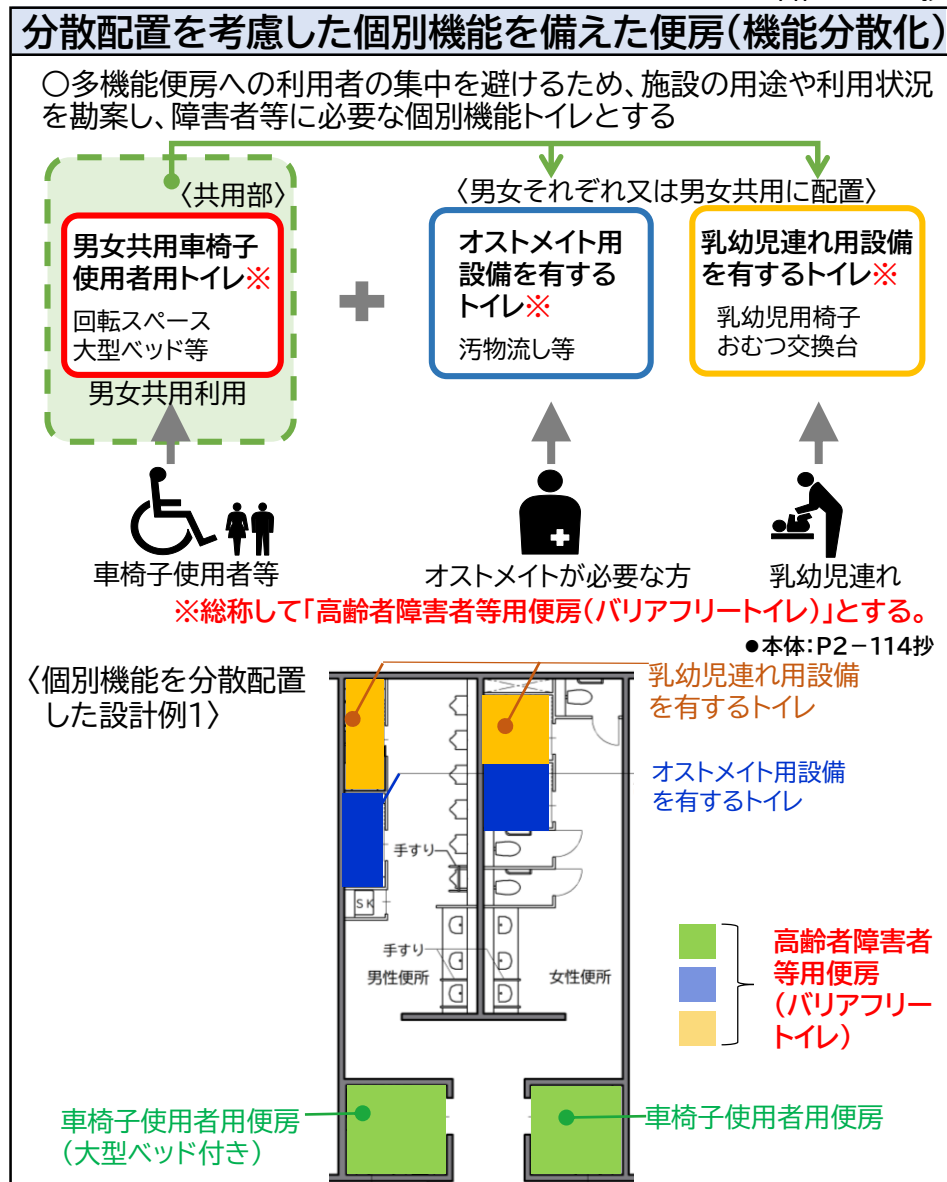 分散配置を考慮した個別機能を備えた便房(機能分散化)
○多機能便房への利用者の集中を避けるため、施設の用途や利用状況
を勘案し、障害者等に必要な個別機能トイレとする
〈共用部〉
〈男女それぞれ又は男女共用に配置〉
男女共用車椅子
使用者用トイレ※
回転スペース
大型ベッド等
男女共用利用
オストメイト用
設備を有する
トイレ※
汚物流し等
乳幼児連れ用設備
を有するトイレ※
乳幼児用椅子
おむつ交換台
車椅子使用者等
オストメイトが必要な方
乳幼児連れ
※総称して「高齢者障害者等用便房(バリアフリートイレ)」とする。
●本体:P2-114抄
〈個別機能を分散配置
した設計例1〉
乳幼児連れ用設備
を有するトイレ
オストメイト用設備
を有するトイレ
手すり
SK
手すり
男性便所
女性便所
高齢者障害者
等用便房
(バリアフリー
トイレ)
車椅子使用者用便房
(大型ベッド付き)
車椅子使用者用便房